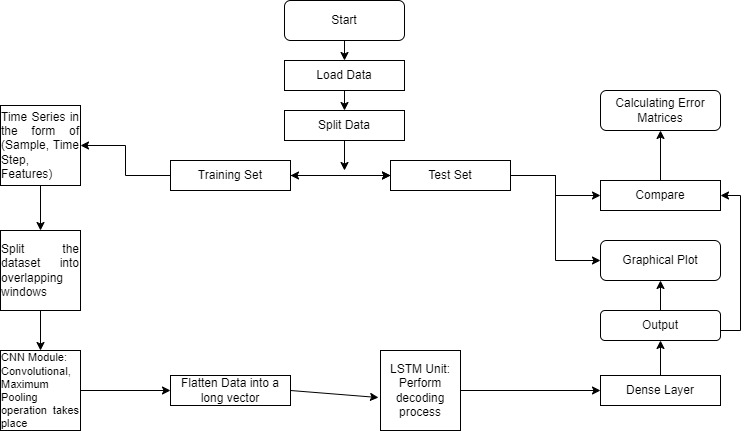 Start
Load Data
Split Data
Training Set
Test Set
Time Series in
the form of
(Sample, Time
Step,
Features)
Split the
dataset into
overlapping
windows
CNN Module:
Convolutional,
Maximum
Pooling
operation takes
place
Flatten Data into a
long vector
LSTM Unit:
Perform
decoding
process
Dense Layer
Output
Graphical Plot
Compare
Calculating Error
Matrices